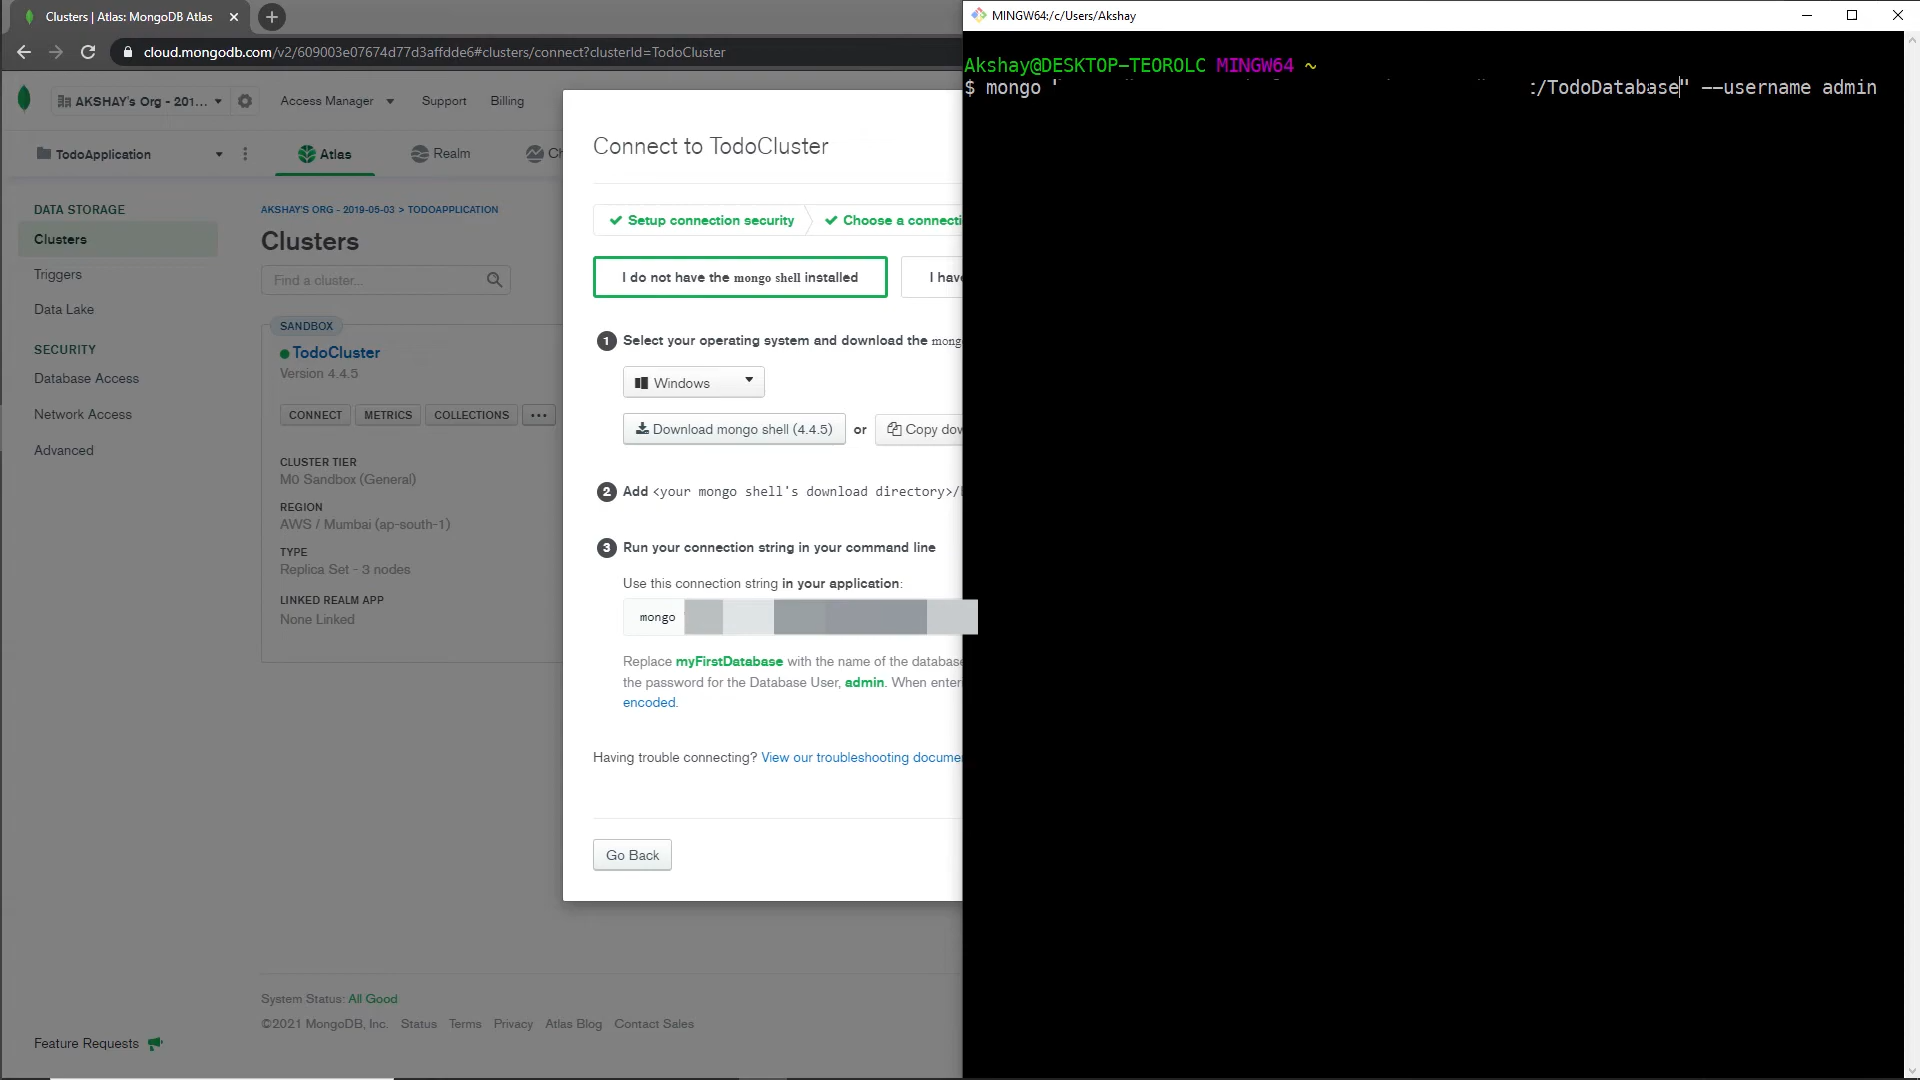 Clusters | Atlas: MongoDB Atlas
MINGW64:/c/Users/Akshay
cloud.mongodb.com/v2/609003e07674d77d3affdde6#clusters/connect?clusterId=TodoCluster
Akshay@DESKTOP-TEOROLC MINGW64 ~
$ mongo " :/TodoDatabase" --username admin
AKSHAY's Org - 201...
Access Manager
Support
Billing
TodoApplication
Atlas
Realm
Ch
DATA STORAGE
Clusters
Triggers
Data Lake
SECURITY
Database Access
Network Access
Advanced
AKSHAY'S ORG - 2019-05-03 > TODOAPPLICATION
Clusters
Find a cluster...
SANDBOX
TodoCluster
Version 4.4.5
CONNECT
METRICS
COLLECTIONS
...
CLUSTER TIER
M0 Sandbox (General)
REGION
AWS / Mumbai (ap-south-1)
TYPE
Replica Set - 3 nodes
LINKED REALM APP
None Linked
Connect to TodoCluster
Setup connection security
Choose a connecti
I do not have the mongo shell installed
I have
1 Select your operating system and download the mong
Windows
Download mongo shell (4.4.5)
or
Copy dow
2 Add <your mongo shell's download directory>/
3 Run your connection string in your command line
Use this connection string in your application:
mongo
Replace myFirstDatabase with the name of the database
the password for the Database User, admin. When enter
encoded.
Having trouble connecting? View our troubleshooting docume
Go Back
System Status: All Good
©2021 MongoDB, Inc.
Status
Terms
Privacy
Atlas Blog
Contact Sales
Feature Requests